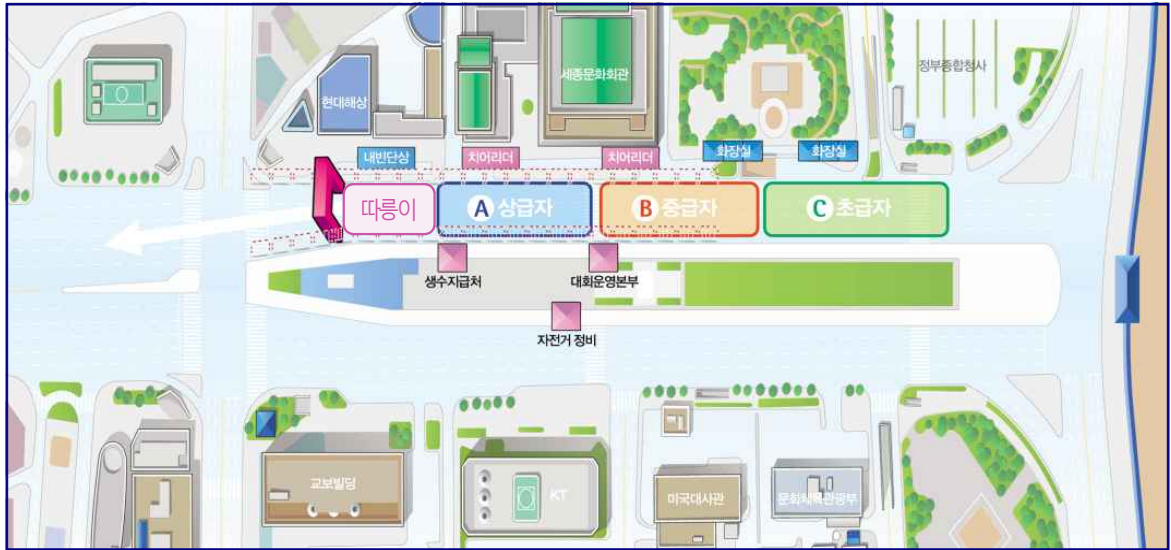 세종문화회관
정부종합청사
현대해상
내빈단상
치어리더
치어리더
화장실
화장실
따릉이
A 상급자
B 중급자
C 초급자
생수지급처
대회운영본부
자전거 정비
교보빌딩
KT
미국대사관
문화체육관광부